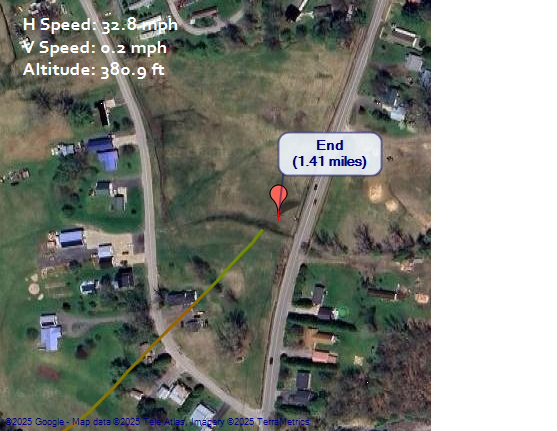 H Speed: 32.8 mph
V Speed: 0.2 mph
Altitude: 380.9 ft
End
(1.41 miles)
©2025 Google - Map data ©2025 Tele Atlas, Imagery ©2025 TerraMetrics